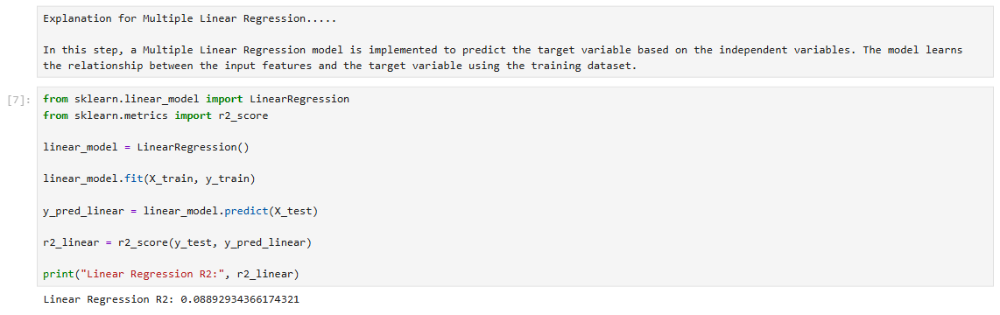 Explanation for Multiple Linear Regression.....
In this step, a Multiple Linear Regression model is implemented to predict the target variable based on the independent variables. The model learns
the relationship between the input features and the target variable using the training dataset.
[7]:
from sklearn.linear_model import LinearRegression
from sklearn.metrics import r2_score
linear_model = LinearRegression()
linear_model.fit(X_train, y_train)
y_pred_linear = linear_model.predict(X_test)
r2_linear = r2_score(y_test, y_pred_linear)
print("Linear Regression R2:", r2_linear)
Linear Regression R2: 0.08892934366174321